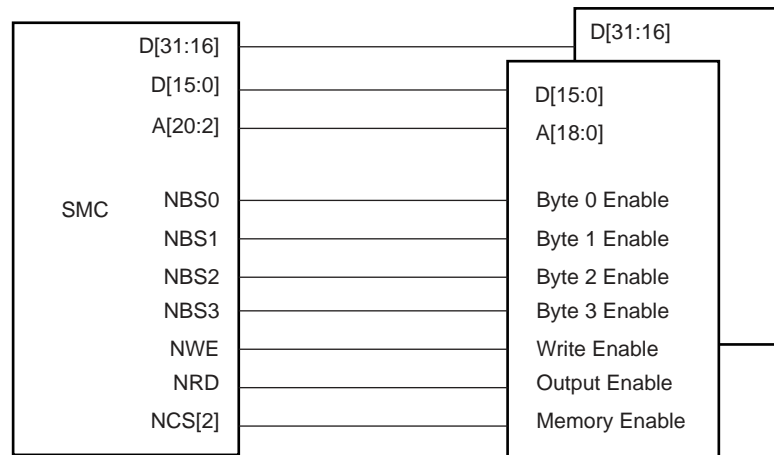 D[31:16] D[31:16]
D[15:0] D[15:0]
A[20:2] A[18:0]
SMC
NBS0 Byte 0 Enable
NBS1 Byte 1 Enable
NBS2 Byte 2 Enable
NBS3 Byte 3 Enable
NWE Write Enable
NRD Output Enable
NCS[2] Memory Enable